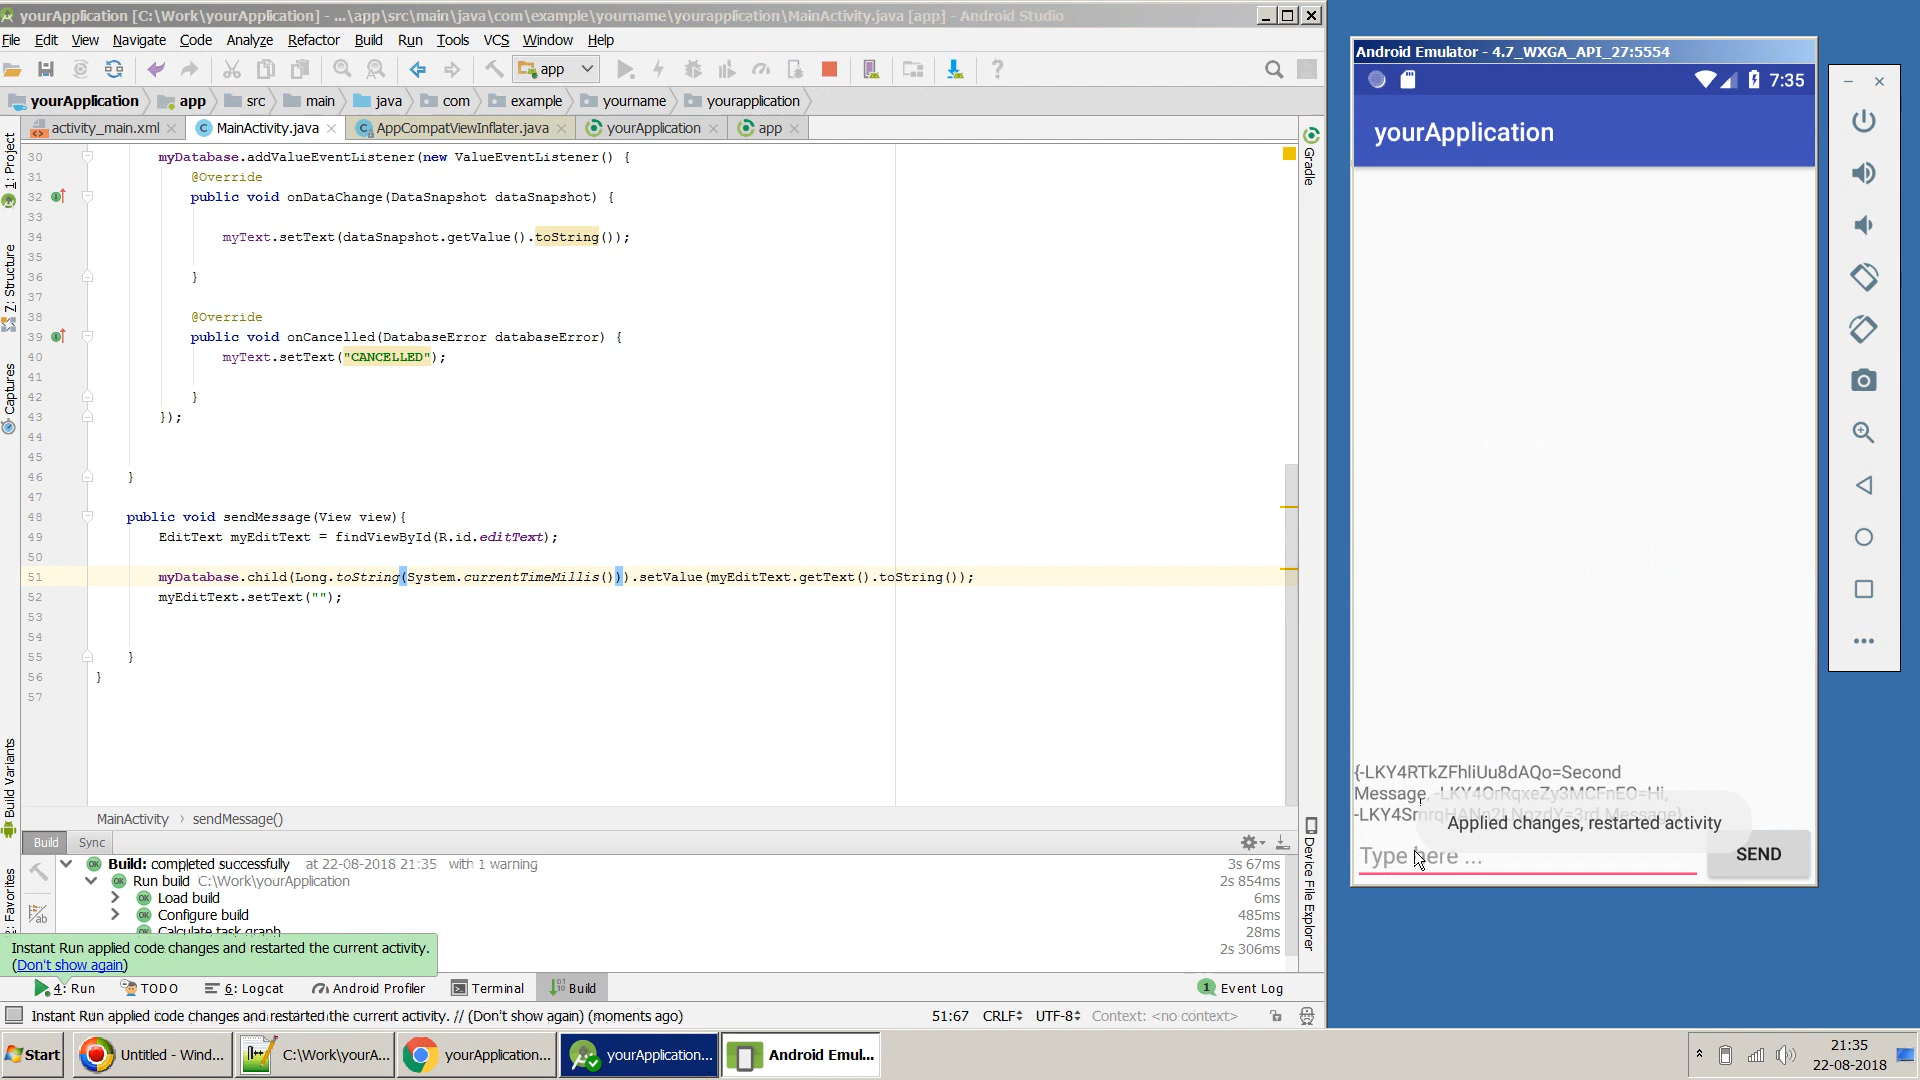 yourApplication [C:\Work\yourApplication] - ...\app\src\main\java\com\example\yourname\yourapplication\MainActivity.java [app] - Android Studio
File Edit View Navigate Code Analyze Refactor Build Run Tools VCS Window Help
app
yourApplication app src main java com example yourname yourapplication
activity_main.xml MainActivity.java AppCompatViewInflater.java yourApplication app
30 myDatabase.addValueEventListener(new ValueEventListener() {
31 @Override
32 public void onDataChange(DataSnapshot dataSnapshot) {
33
34 myText.setText(dataSnapshot.getValue().toString());
35
36 }
37
38 @Override
39 public void onCancelled(DatabaseError databaseError) {
40 myText.setText("CANCELLED");
41
42 }
43 });
44
45
46 }
47
48 public void sendMessage(View view){
49 EditText myEditText = findViewById(R.id.editText);
50
51 myDatabase.child(Long.toString(System.currentTimeMillis())).setValue(myEditText.getText().toString());
52 myEditText.setText("");
53
54
55 }
56 }
57
1: Project
Z: Structure
Captures
Build Variants
Favorites
Gradle
Device File Explorer
MainActivity › sendMessage()
Build Sync
Build: completed successfully at 22-08-2018 21:35 with 1 warning 3s 67ms
Run build C:\Work\yourApplication 2s 854ms
Load build 6ms
Configure build 485ms
Calculate task graph 28ms
2s 306ms
Instant Run applied code changes and restarted the current activity.
(Don't show again)
4: Run TODO 6: Logcat Android Profiler Terminal Build 1 Event Log
Instant Run applied code changes and restarted the current activity. // (Don't show again) (moments ago) 51:67 CRLF UTF-8 Context: <no context>
Start Untitled - Wind... C:\Work\yourA... yourApplication... yourApplication... Android Emul...
21:35
22-08-2018
Android Emulator - 4.7_WXGA_API_27:5554
7:35
yourApplication
{-LKY4RTkZFhliUu8dAQo=Second
Message, -LKY4OrRqxeZy3MCFnEO=Hi,
3rd Message}
Applied changes, restarted activity
Type here ...
SEND